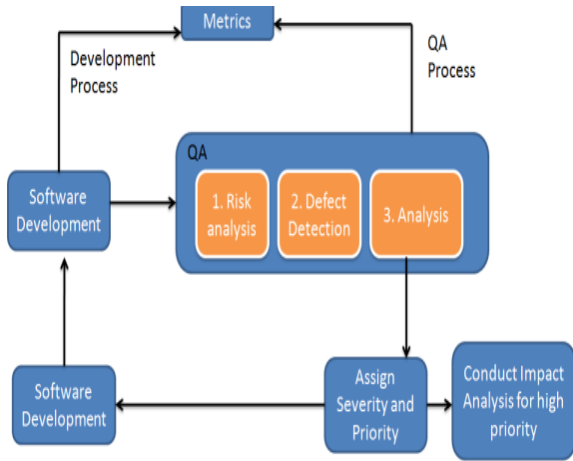 Metrics
Development
Process
QA
Process
QA
Software
Development
1. Risk
analysis
2. Defect
Detection
3. Analysis
Software
Development
Assign
Severity and
Priority
Conduct Impact
Analysis for high
priority